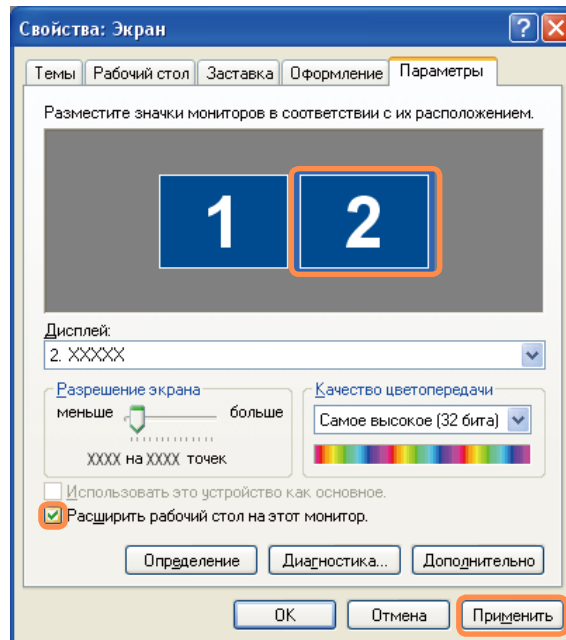 Свойства: Экран
Темы Рабочий стол Заставка Оформление Параметры
Разместите значки мониторов в соответствии с их расположением.
1 2
Дисплей:
2. XXXXX
Разрешение экрана
меньше больше
XXXX на XXXX точек
Качество цветопередачи
Самое высокое (32 бита)
Использовать это устройство как основное.
Расширить рабочий стол на этот монитор.
Определение Диагностика... Дополнительно
ОК Отмена Применить